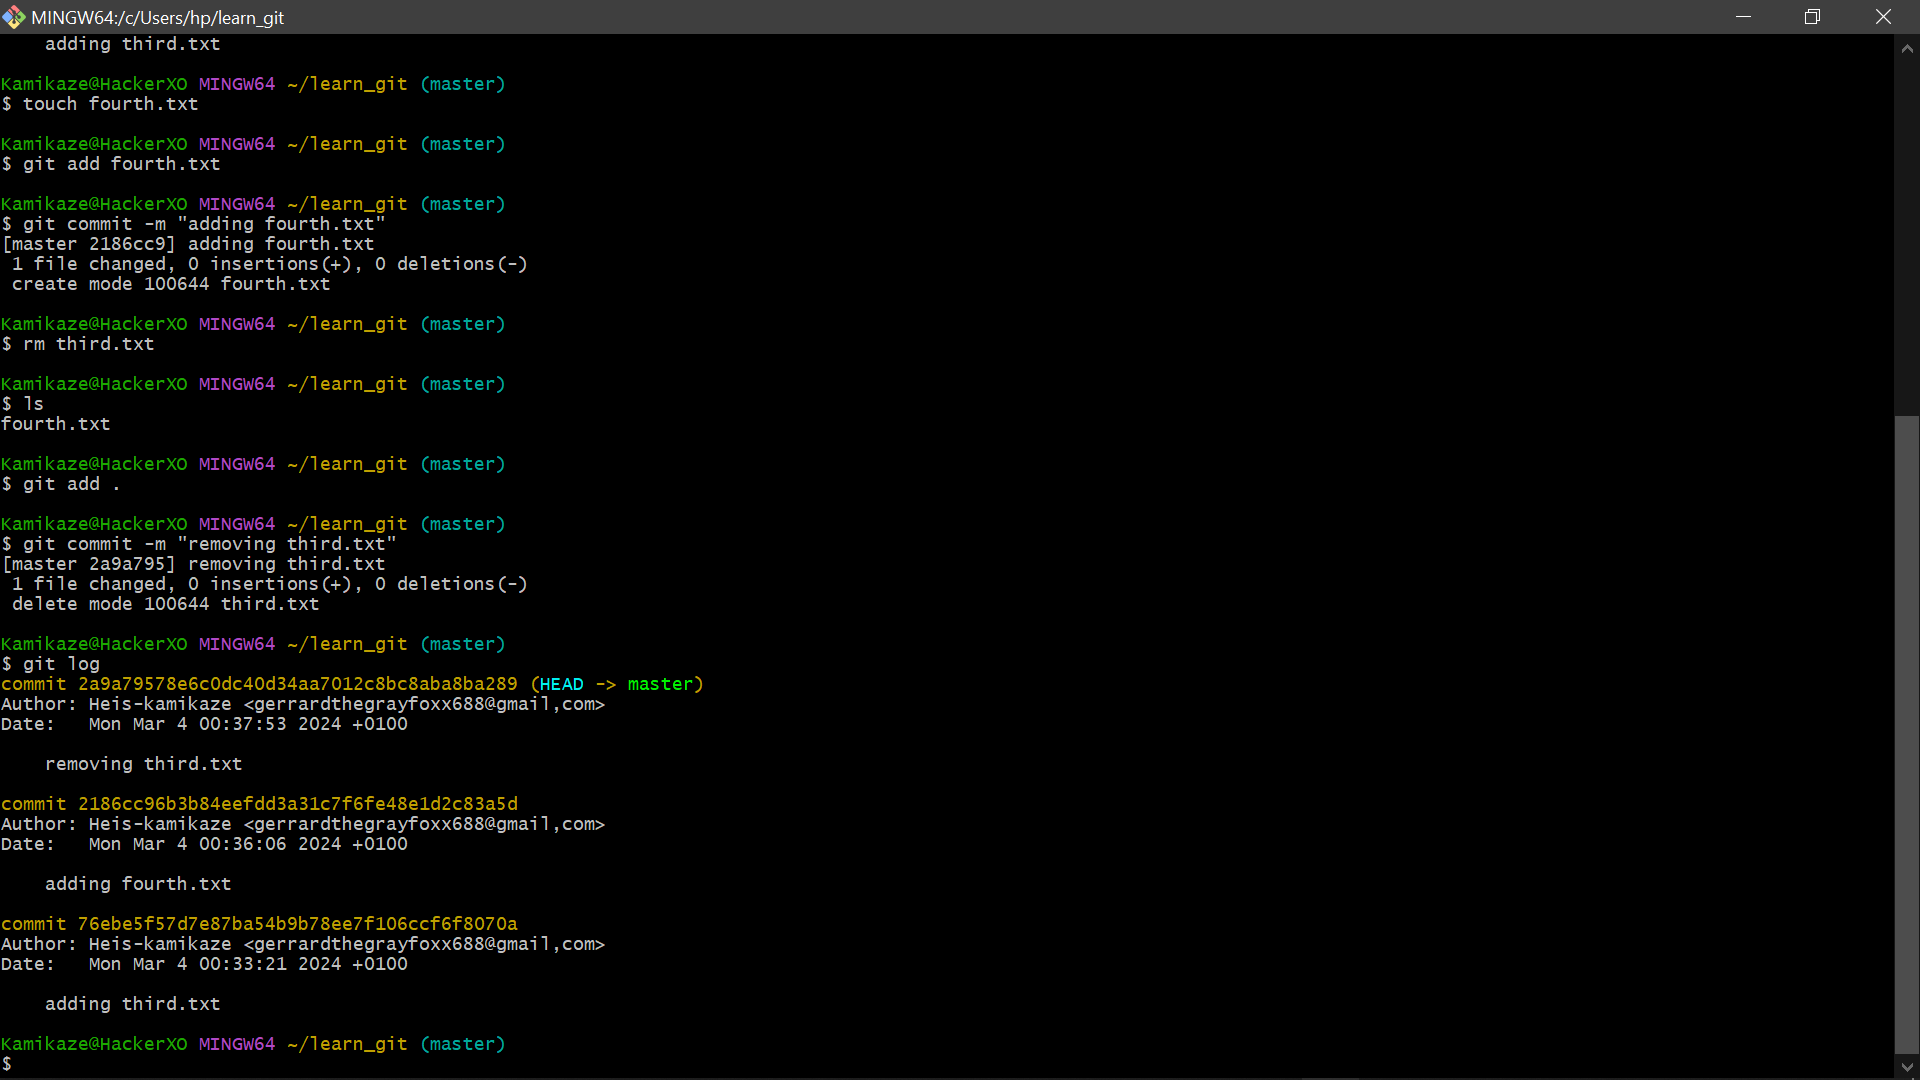 MINGW64:/c/Users/hp/learn_git
    adding third.txt
Kamikaze@HackerXO MINGW64 ~/learn_git (master)
$ touch fourth.txt
Kamikaze@HackerXO MINGW64 ~/learn_git (master)
$ git add fourth.txt
Kamikaze@HackerXO MINGW64 ~/learn_git (master)
$ git commit -m "adding fourth.txt"
[master 2186cc9] adding fourth.txt
 1 file changed, 0 insertions(+), 0 deletions(-)
 create mode 100644 fourth.txt
Kamikaze@HackerXO MINGW64 ~/learn_git (master)
$ rm third.txt
Kamikaze@HackerXO MINGW64 ~/learn_git (master)
$ ls
fourth.txt
Kamikaze@HackerXO MINGW64 ~/learn_git (master)
$ git add .
Kamikaze@HackerXO MINGW64 ~/learn_git (master)
$ git commit -m "removing third.txt"
[master 2a9a795] removing third.txt
 1 file changed, 0 insertions(+), 0 deletions(-)
 delete mode 100644 third.txt
Kamikaze@HackerXO MINGW64 ~/learn_git (master)
$ git log
commit 2a9a79578e6c0dc40d34aa7012c8bc8aba8ba289 (HEAD -> master)
Author: Heis-kamikaze <gerrardthegrayfoxx688@gmail,com>
Date:   Mon Mar 4 00:37:53 2024 +0100
    removing third.txt
commit 2186cc96b3b84eefdd3a31c7f6fe48e1d2c83a5d
Author: Heis-kamikaze <gerrardthegrayfoxx688@gmail,com>
Date:   Mon Mar 4 00:36:06 2024 +0100
    adding fourth.txt
commit 76ebe5f57d7e87ba54b9b78ee7f106ccf6f8070a
Author: Heis-kamikaze <gerrardthegrayfoxx688@gmail,com>
Date:   Mon Mar 4 00:33:21 2024 +0100
    adding third.txt
Kamikaze@HackerXO MINGW64 ~/learn_git (master)
$